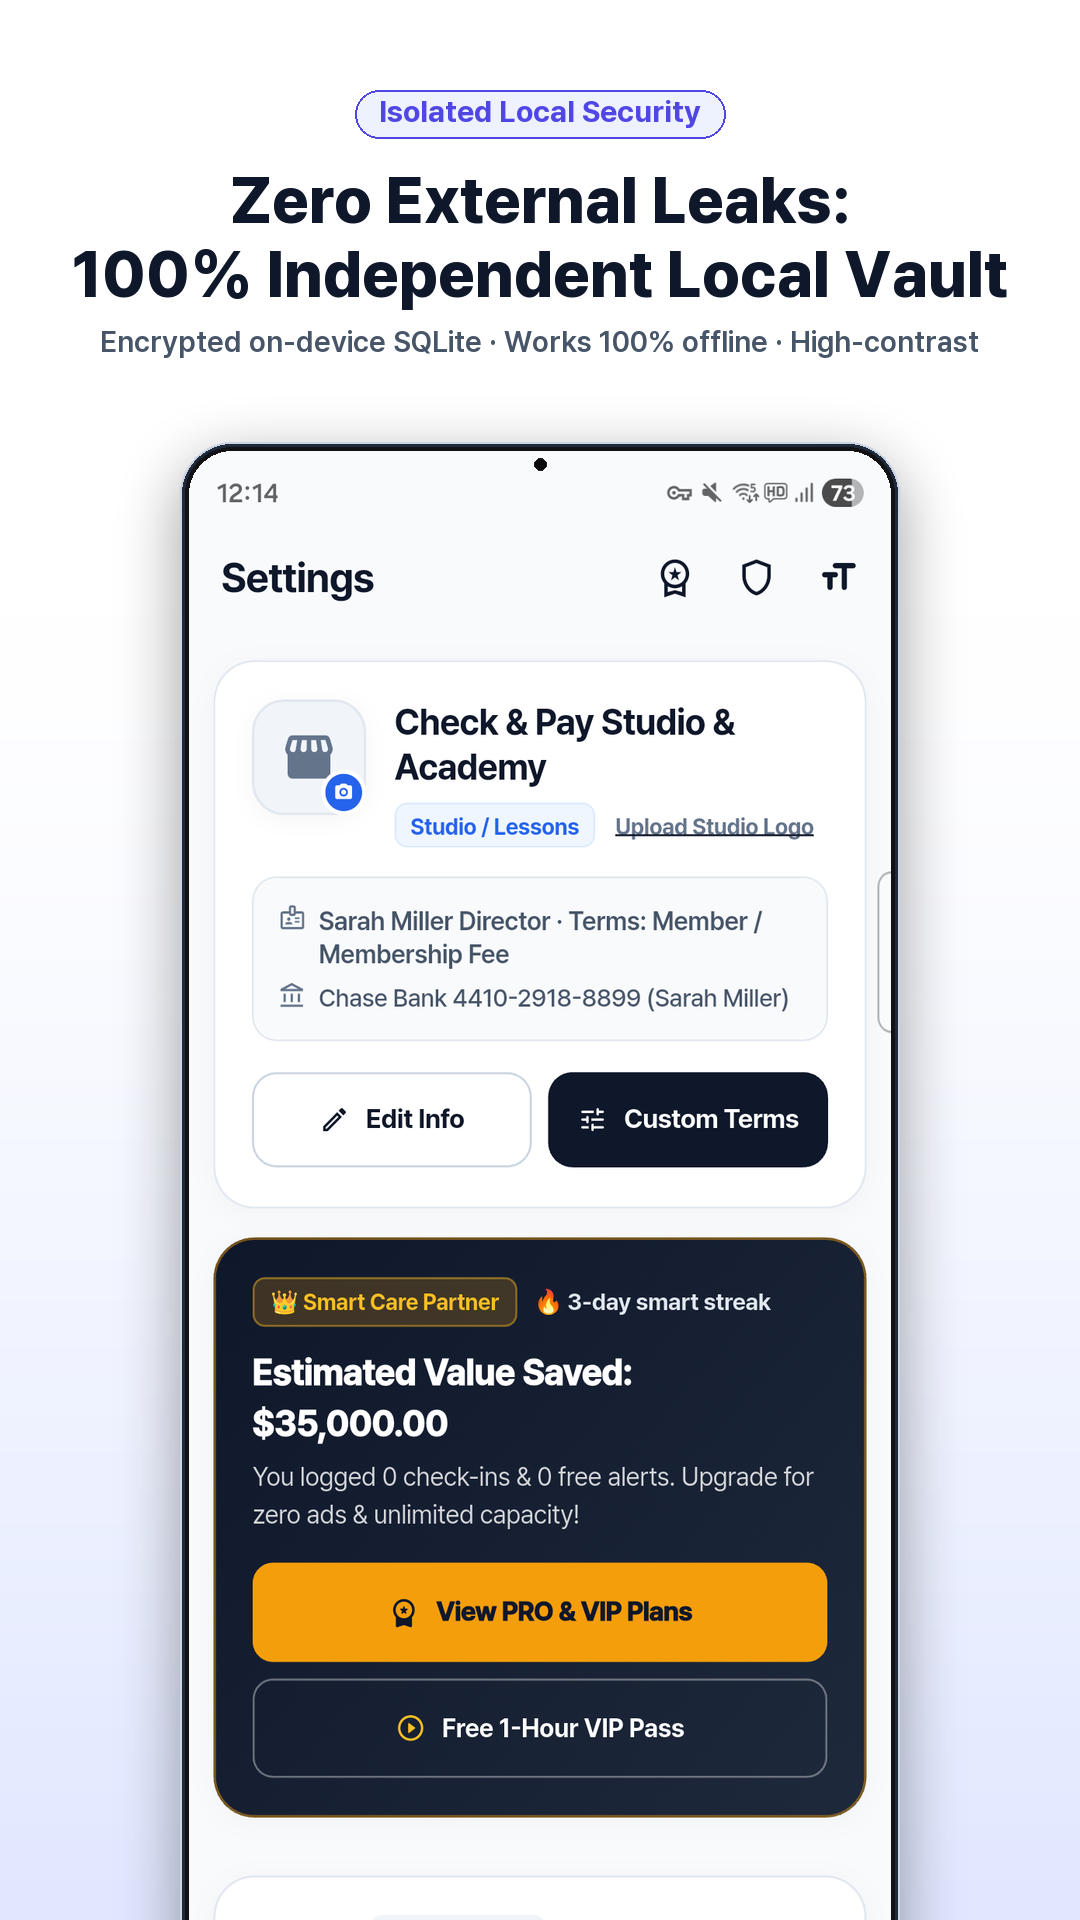 Isolated Local Security
Zero External Leaks:
100% Independent Local Vault
Encrypted on-device SQLite · Works 100% offline · High-contrast
12:14
5
HD
73
Settings
Check & Pay Studio &
Academy
Studio / Lessons
Upload Studio Logo
Sarah Miller Director · Terms: Member /
Membership Fee
Chase Bank 4410-2918-8899 (Sarah Miller)
Edit Info
Custom Terms
👑 Smart Care Partner
🔥 3-day smart streak
Estimated Value Saved:
$35,000.00
You logged 0 check-ins & 0 free alerts. Upgrade for
zero ads & unlimited capacity!
View PRO & VIP Plans
Free 1-Hour VIP Pass